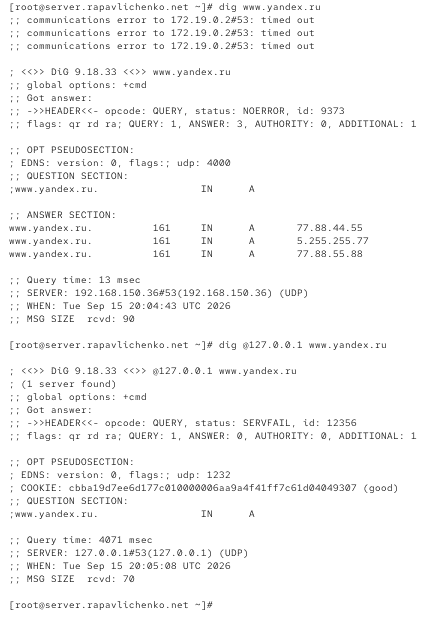 [root@server.rapavlichenko.net ~]# dig www.yandex.ru
;; communications error to 172.19.0.2#53: timed out
;; communications error to 172.19.0.2#53: timed out
;; communications error to 172.19.0.2#53: timed out

; <<>> DiG 9.18.33 <<>> www.yandex.ru
;; global options: +cmd
;; Got answer:
;; ->>HEADER<<- opcode: QUERY, status: NOERROR, id: 9373
;; flags: qr rd ra; QUERY: 1, ANSWER: 3, AUTHORITY: 0, ADDITIONAL: 1

;; OPT PSEUDOSECTION:
; EDNS: version: 0, flags:; udp: 4000
;; QUESTION SECTION:
;www.yandex.ru.                 IN      A

;; ANSWER SECTION:
www.yandex.ru.          161     IN      A       77.88.44.55
www.yandex.ru.          161     IN      A       5.255.255.77
www.yandex.ru.          161     IN      A       77.88.55.88

;; Query time: 13 msec
;; SERVER: 192.168.150.36#53(192.168.150.36) (UDP)
;; WHEN: Tue Sep 15 20:04:43 UTC 2026
;; MSG SIZE  rcvd: 90

[root@server.rapavlichenko.net ~]# dig @127.0.0.1 www.yandex.ru

; <<>> DiG 9.18.33 <<>> @127.0.0.1 www.yandex.ru
; (1 server found)
;; global options: +cmd
;; Got answer:
;; ->>HEADER<<- opcode: QUERY, status: SERVFAIL, id: 12356
;; flags: qr rd ra; QUERY: 1, ANSWER: 0, AUTHORITY: 0, ADDITIONAL: 1

;; OPT PSEUDOSECTION:
; EDNS: version: 0, flags:; udp: 1232
; COOKIE: cbba19d7ee6d177c010000006aa9a4f41ff7c61d04049307 (good)
;; QUESTION SECTION:
;www.yandex.ru.                 IN      A

;; Query time: 4071 msec
;; SERVER: 127.0.0.1#53(127.0.0.1) (UDP)
;; WHEN: Tue Sep 15 20:05:08 UTC 2026
;; MSG SIZE  rcvd: 70

[root@server.rapavlichenko.net ~]#